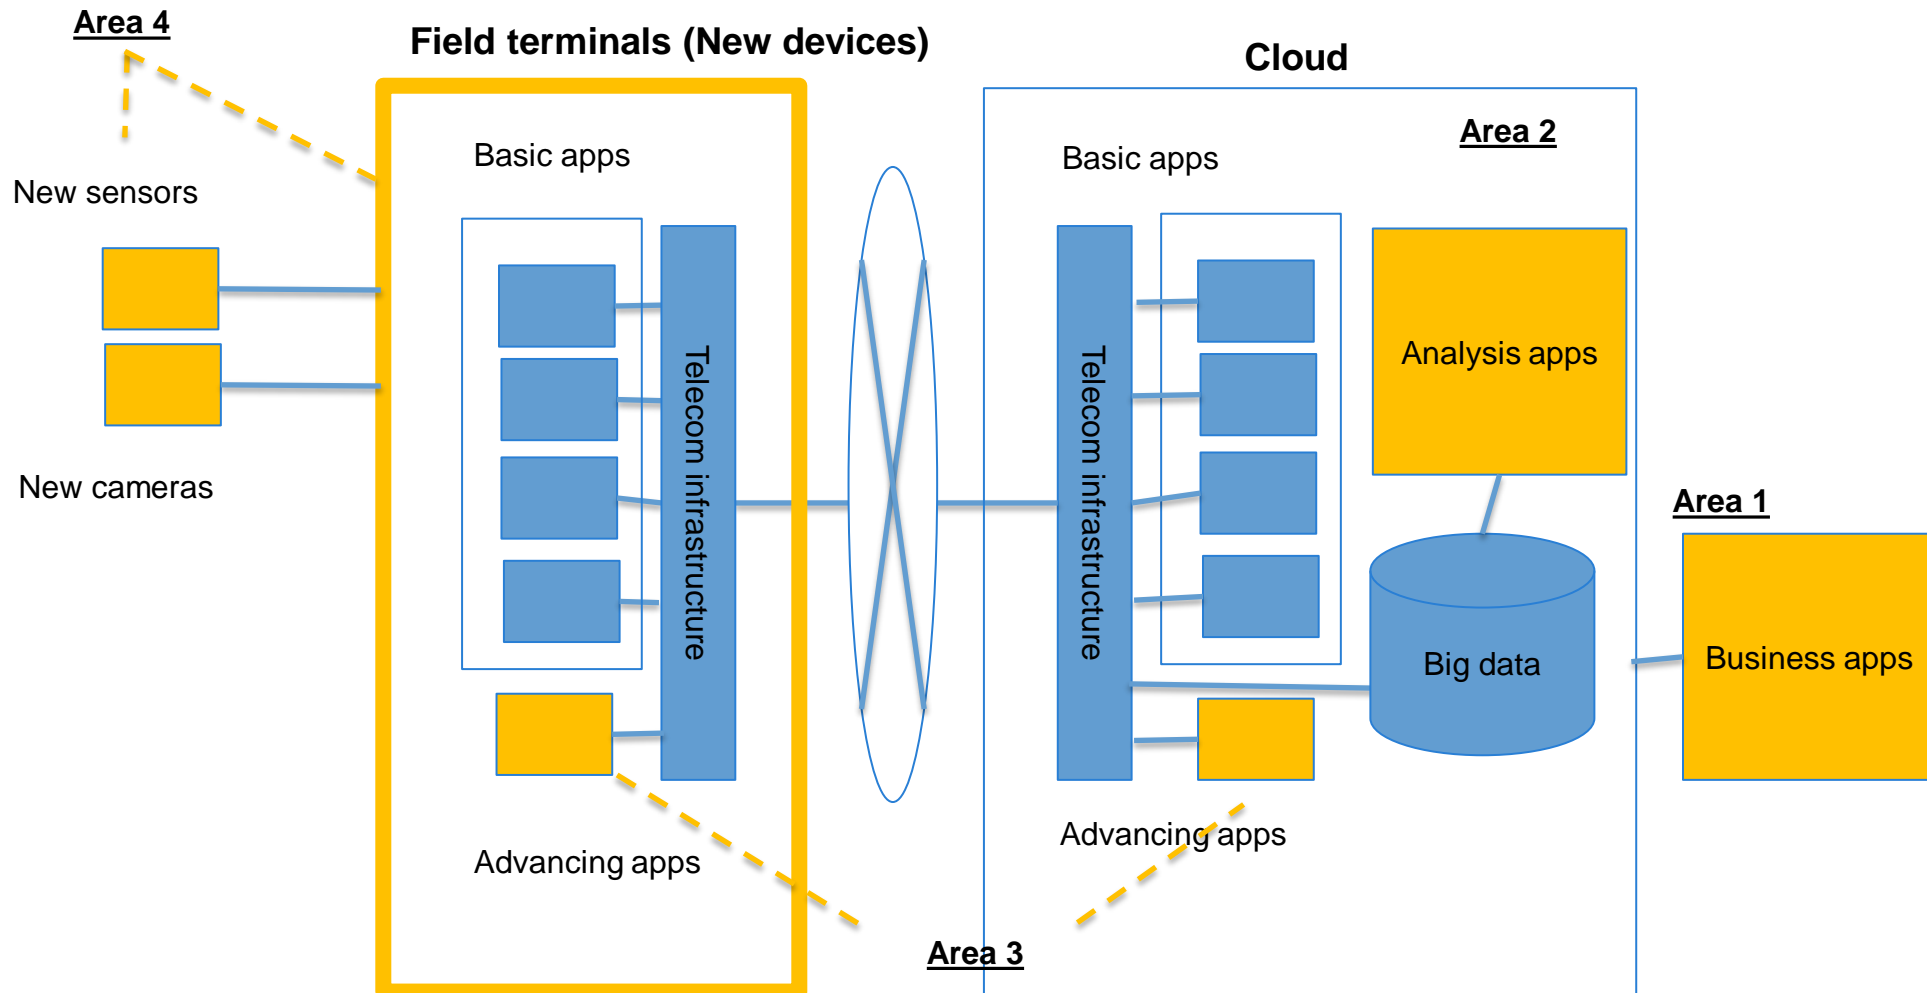 Area 4
Field terminals (New devices)
Cloud
Area 2
Basic apps
Basic apps
New sensors
Telecom infrastructure
Telecom infrastructure
Analysis apps
New cameras
Area 1
Big data
Business apps
Advancing apps
Advancing apps
Area 3